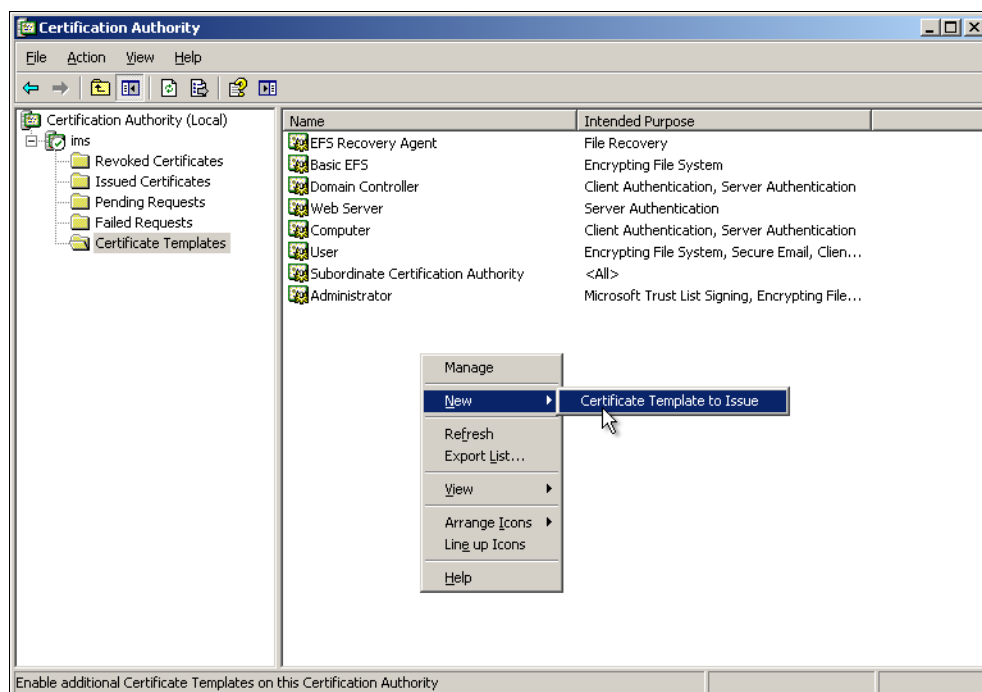 Certification Authority
File Action View Help
Certification Authority (Local)
ims
Revoked Certificates
Issued Certificates
Pending Requests
Failed Requests
Certificate Templates
Name Intended Purpose
EFS Recovery Agent File Recovery
Basic EFS Encrypting File System
Domain Controller Client Authentication, Server Authentication
Web Server Server Authentication
Computer Client Authentication, Server Authentication
User Encrypting File System, Secure Email, Clien...
Subordinate Certification Authority <All>
Administrator Microsoft Trust List Signing, Encrypting File...
Manage
New Certificate Template to Issue
Refresh
Export List...
View
Arrange Icons
Line up Icons
Help
Enable additional Certificate Templates on this Certification Authority